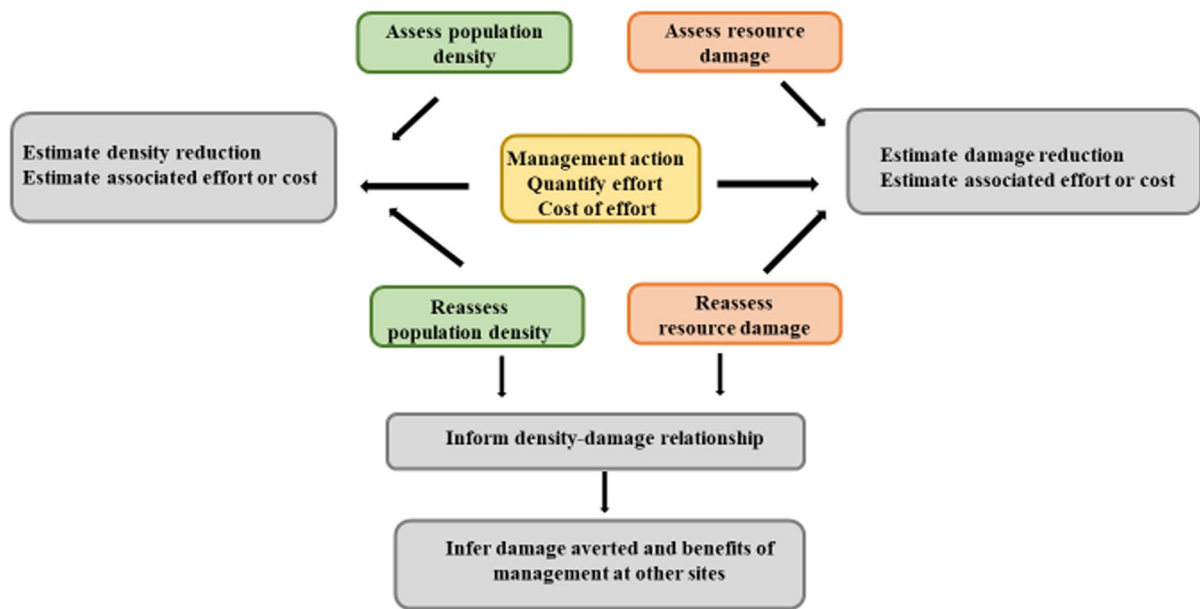 Assess population
density
Assess resource
damage
Estimate density reduction
Estimate associated effort or cost
Management action
Quantify effort
Cost of effort
Estimate damage reduction
Estimate associated effort or cost
Reassess
population density
Reassess
resource damage
Inform density-damage relationship
Infer damage averted and benefits of
management at other sites